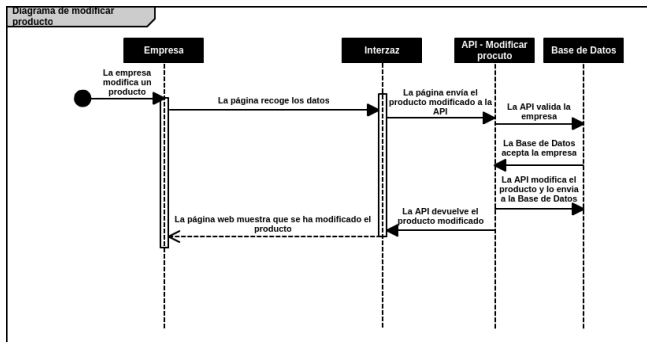 Diagrama de modificar
producto
Empresa
Interzaz
API - Modificar
procuto
Base de Datos
La empresa
modifica un
producto
La página recoge los datos
La página envía el
producto modificado a la
API
La API valida la
empresa
La Base de Datos
acepta la empresa
La API modifica el
producto y lo envia
a la Base de Datos
La API devuelve el
producto modificado
La página web muestra que se ha modificado el
producto